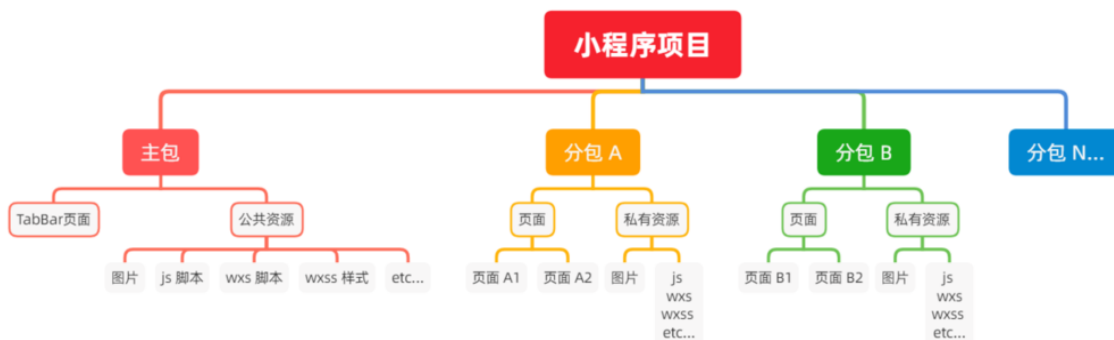 小程序项目
主包
分包 A
分包 B
分包 N...
TabBar页面
公共资源
页面
私有资源
页面
私有资源
图片
js 脚本
wxs 脚本
wxss 样式
etc...
页面 A1
页面 A2
图片
js
wxs
wxss
etc...
页面 B1
页面 B2
图片
js
wxs
wxss
etc...